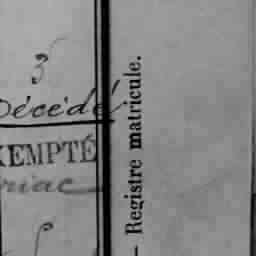 3
Décédé
EXEMPTÉ
— Registre matricule.